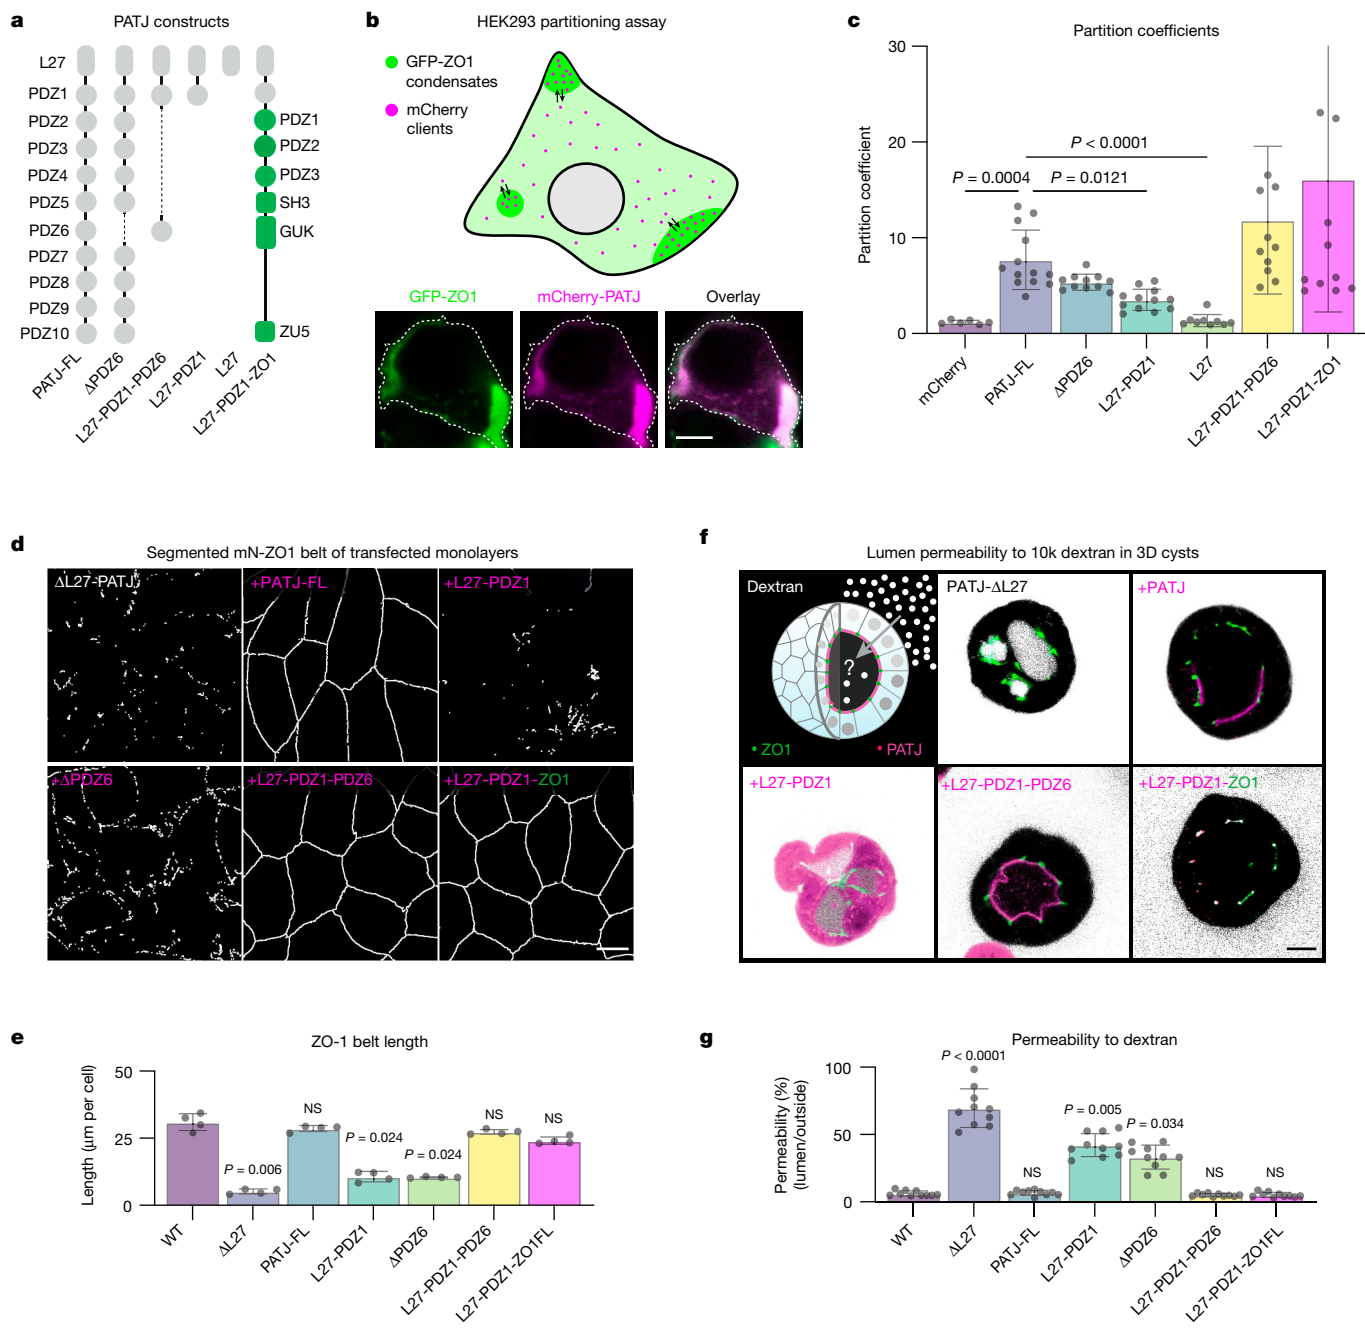 a
PATJ constructs
L27
PDZ1
PDZ2
PDZ3
PDZ4
PDZ5
PDZ6
PDZ7
PDZ8
PDZ9
PDZ10
PDZ1
PDZ2
PDZ3
SH3
GUK
ZU5
PATJ-FL
ΔPDZ6
L27-PDZ1-PDZ6
L27-PDZ1
L27
L27-PDZ1-ZO1
b
HEK293 partitioning assay
GFP-ZO1
condensates
mCherry
clients
GFP-ZO1
mCherry-PATJ
Overlay
c
Partition coefficients
Partition coefficient
30
20
10
0
P < 0.0001
P = 0.0004
P = 0.0121
mCherry
PATJ-FL
ΔPDZ6
L27-PDZ1
L27
L27-PDZ1-PDZ6
L27-PDZ1-ZO1
d
Segmented mN-ZO1 belt of transfected monolayers
ΔL27-PATJ
+PATJ-FL
+L27-PDZ1
+ΔPDZ6
+L27-PDZ1-PDZ6
+L27-PDZ1-ZO1
f
Lumen permeability to 10k dextran in 3D cysts
Dextran
?
ZO1
PATJ
PATJ-ΔL27
+PATJ
+L27-PDZ1
+L27-PDZ1-PDZ6
+L27-PDZ1-ZO1
e
ZO-1 belt length
Length (μm per cell)
50
25
0
P = 0.006
NS
P = 0.024
P = 0.024
NS
NS
WT
ΔL27
PATJ-FL
L27-PDZ1
ΔPDZ6
L27-PDZ1-PDZ6
L27-PDZ1-ZO1FL
g
Permeability to dextran
Permeability (%)
(lumen/outside)
100
50
0
P < 0.0001
NS
P = 0.005
P = 0.034
NS
NS
WT
ΔL27
PATJ-FL
L27-PDZ1
ΔPDZ6
L27-PDZ1-PDZ6
L27-PDZ1-ZO1FL